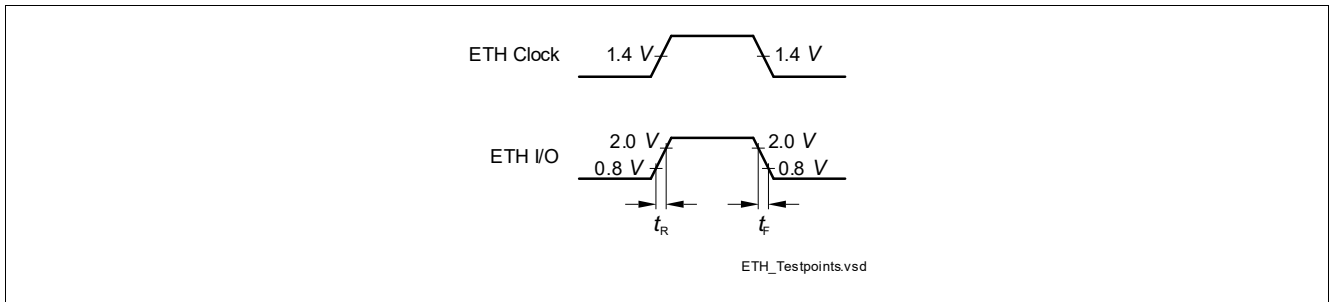 ETH Clock 1.4 V 1.4 V
2.0 V 2.0 V
ETH I/O
0.8 V 0.8 V
tR tF
ETH_Testpoints.vsd